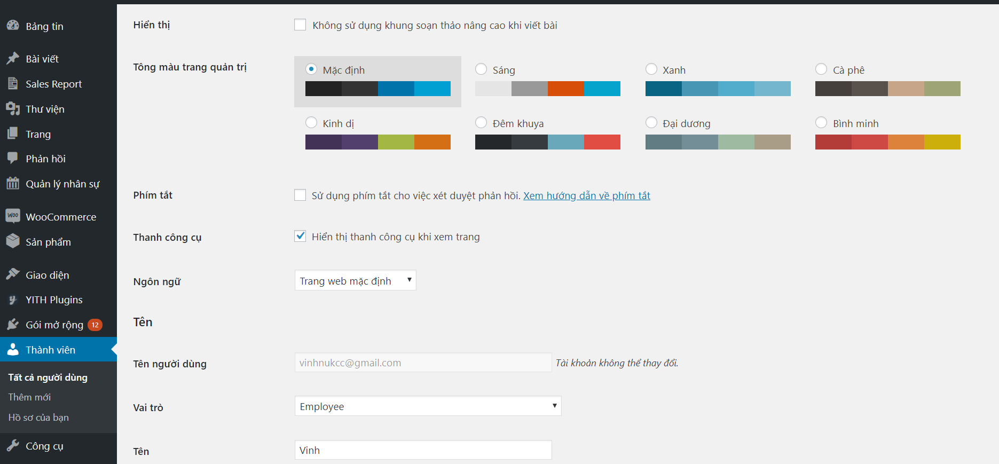 Bảng tin
Bài viết
Sales Report
Thư viện
Trang
Phản hồi
Quản lý nhân sự
Woo WooCommerce
Sản phẩm
Giao diện
YITH Plugins
Gói mở rộng 12
Thành viên
Tất cả người dùng
Thêm mới
Hồ sơ của bạn
Công cụ
Hiển thị
Không sử dụng khung soạn thảo nâng cao khi viết bài
Tông màu trang quản trị
Mặc định Sáng Xanh Cà phê
Kinh dị Đêm khuya Đại dương Bình minh
Phím tắt
Sử dụng phím tắt cho việc xét duyệt phản hồi. Xem hướng dẫn về phím tắt
Thanh công cụ
Hiển thị thanh công cụ khi xem trang
Ngôn ngữ
Trang web mặc định
Tên
Tên người dùng
vinhnukcc@gmail.com Tài khoản không thể thay đổi.
Vai trò
Employee
Tên
Vinh